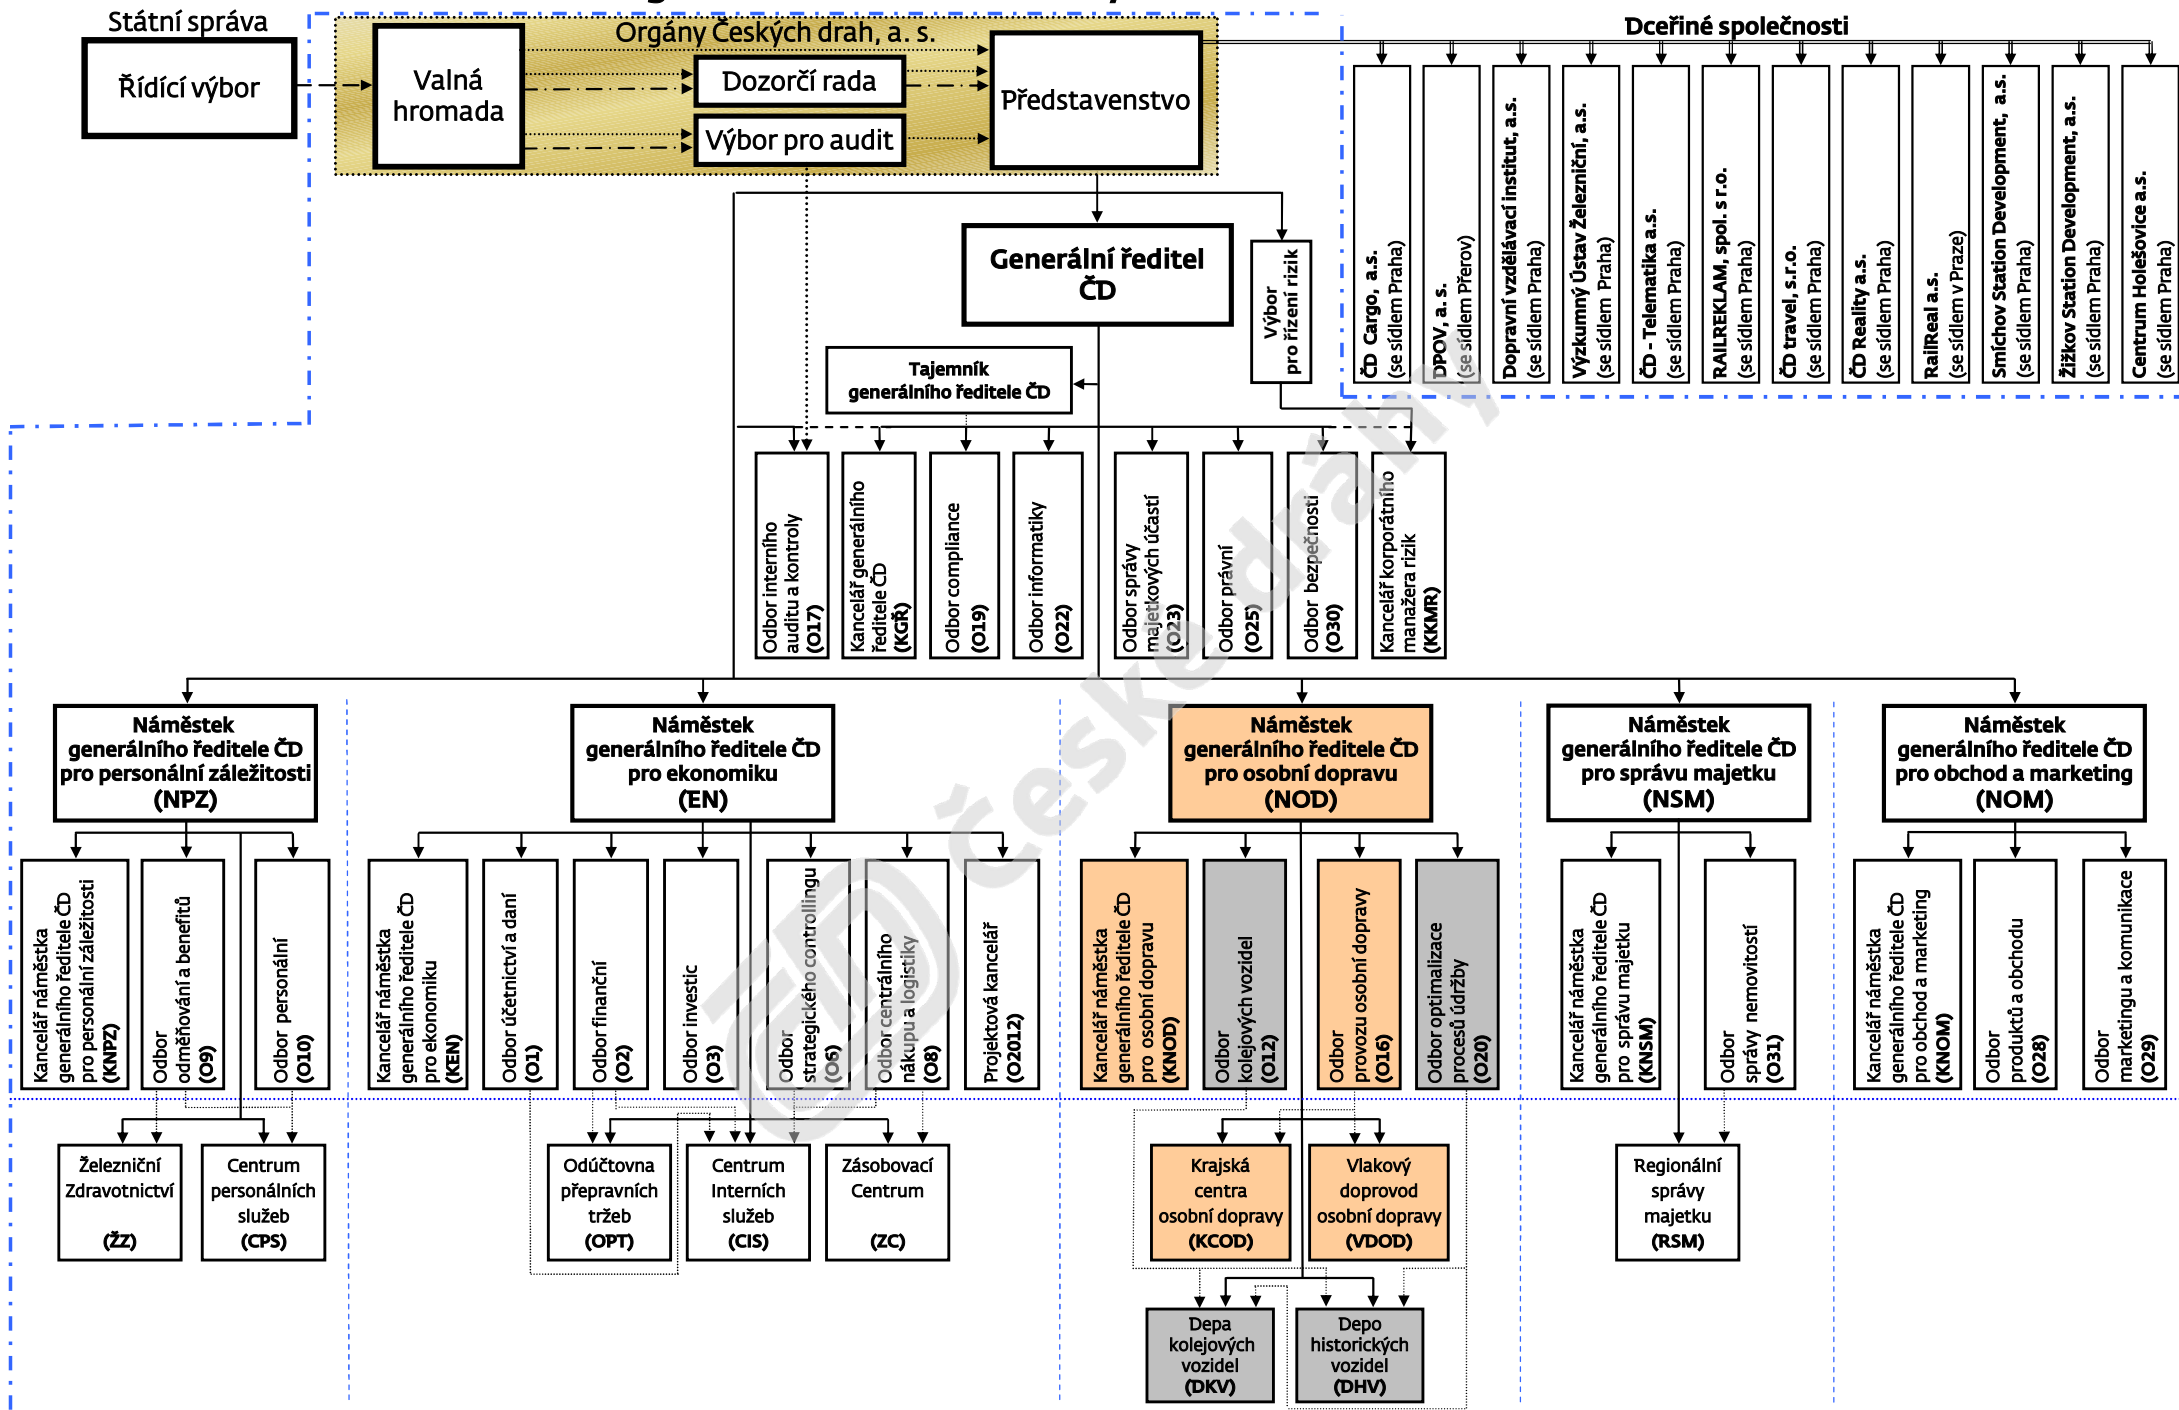 Státní správa
Řídící výbor
Orgány Českých drah, a. s.
Valná
hromada
Dozorčí rada
Výbor pro audit
Představenstvo
Dceřiné společnosti
ČD Cargo, a.s.
(se sídlem Praha)
DPOV, a. s.
(se sídlem Přerov)
Dopravní vzdělávací institut, a.s.
(se sídlem Praha)
Výzkumný Ústav Železniční, a.s.
(se sídlem Praha)
ČD - Telematika a.s.
(se sídlem Praha)
RAILREKLAM, spol. s r.o.
(se sídlem Praha)
ČD travel, s.r.o.
(se sídlem Praha)
ČD Reality a.s.
(se sídlem Praha)
RailReal a.s.
(se sídlem v Praze)
Smíchov Station Development, a.s.
(se sídlem Praha)
Žižkov Station Development, a.s.
(se sídlem Praha)
Centrum Holešovice a.s.
(se sídlem Praha)
Generální ředitel
ČD
Výbor
pro řízení rizik
Tajemník
generálního ředitele ČD
Odbor interního
auditu a kontroly
(O17)
Kancelář generálního
ředitele ČD
(KGŘ)
Odbor compliance
(O19)
Odbor informatiky
(O22)
Odbor správy
majetkových účastí
(O23)
Odbor právní
(O25)
Odbor bezpečnosti
(O30)
Kancelář korporátního
manažera rizik
(KKMR)
Náměstek
generálního ředitele ČD
pro personální záležitosti
(NPZ)
Náměstek
generálního ředitele ČD
pro ekonomiku
(EN)
Náměstek
generálního ředitele ČD
pro osobní dopravu
(NOD)
Náměstek
generálního ředitele ČD
pro správu majetku
(NSM)
Náměstek
generálního ředitele ČD
pro obchod a marketing
(NOM)
Kancelář náměstka
generálního ředitele ČD
pro personální záležitosti
(KNPZ)
Odbor
odměňování a benefitů
(O9)
Odbor personální
(O10)
Kancelář náměstka
generálního ředitele ČD
pro ekonomiku
(KEN)
Odbor účetnictví a daní
(O1)
Odbor finanční
(O2)
Odbor investic
(O3)
Odbor
strategického controllingu
(O6)
Odbor centrálního
nákupu a logistiky
(O8)
Projektová kancelář
(O2012)
Kancelář náměstka
generálního ředitele ČD
pro osobní dopravu
(KNOD)
Odbor
kolejových vozidel
(O12)
Odbor
provozu osobní dopravy
(O16)
Odbor optimalizace
procesů údržby
(O20)
Kancelář náměstka
generálního ředitele ČD
pro správu majetku
(KNSM)
Odbor
správy nemovitostí
(O31)
Kancelář náměstka
generálního ředitele ČD
pro obchod a marketing
(KNOM)
Odbor
produktů a obchodu
(O28)
Odbor
marketingu a komunikace
(O29)
Železniční
Zdravotnictví
(ŽZ)
Centrum
personálních
služeb
(CPS)
Odúčtovna
přepravních
tržeb
(OPT)
Centrum
Interních
služeb
(CIS)
Zásobovací
Centrum
(ZC)
Krajská
centra
osobní dopravy
(KCOD)
Vlakový
doprovod
osobní dopravy
(VDOD)
Regionální
správy
majetku
(RSM)
Depa
kolejových
vozidel
(DKV)
Depo
historických
vozidel
(DHV)
České dráhy